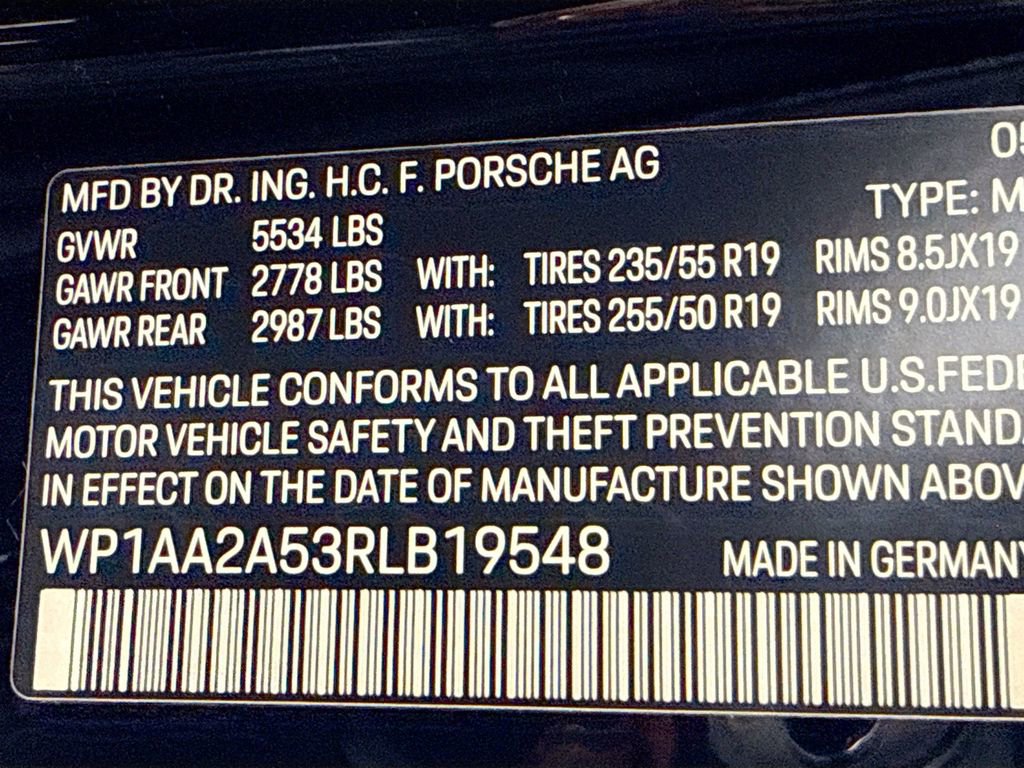 MFD BY DR. ING. H.C. F. PORSCHE AG
GVWR 5534 LBS TYPE: M
GAWR FRONT 2778 LBS WITH: TIRES 235/55 R19 RIMS 8.5JX19
GAWR REAR 2987 LBS WITH: TIRES 255/50 R19 RIMS 9.0JX19
THIS VEHICLE CONFORMS TO ALL APPLICABLE U.S.FEDE
MOTOR VEHICLE SAFETY AND THEFT PREVENTION STAND
IN EFFECT ON THE DATE OF MANUFACTURE SHOWN ABOV
WP1AA2A53RLB19548 MADE IN GERMANY